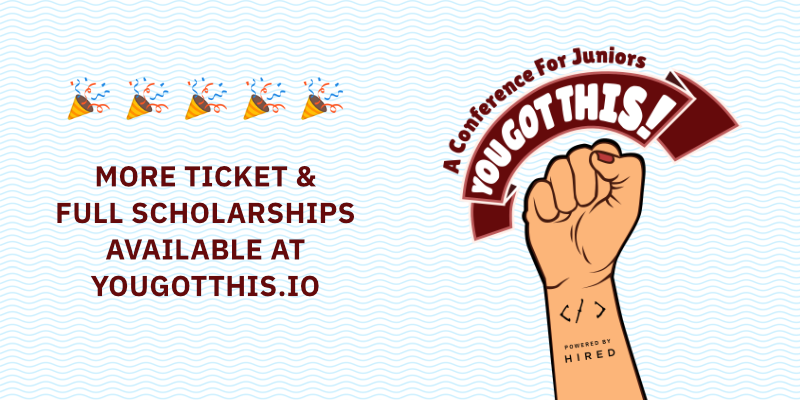 MORE TICKET &
FULL SCHOLARSHIPS
AVAILABLE AT
YOUGOTTHIS.IO
A Conference For Juniors
YOU GOT THIS!
</>
POWERED BY
HIRED